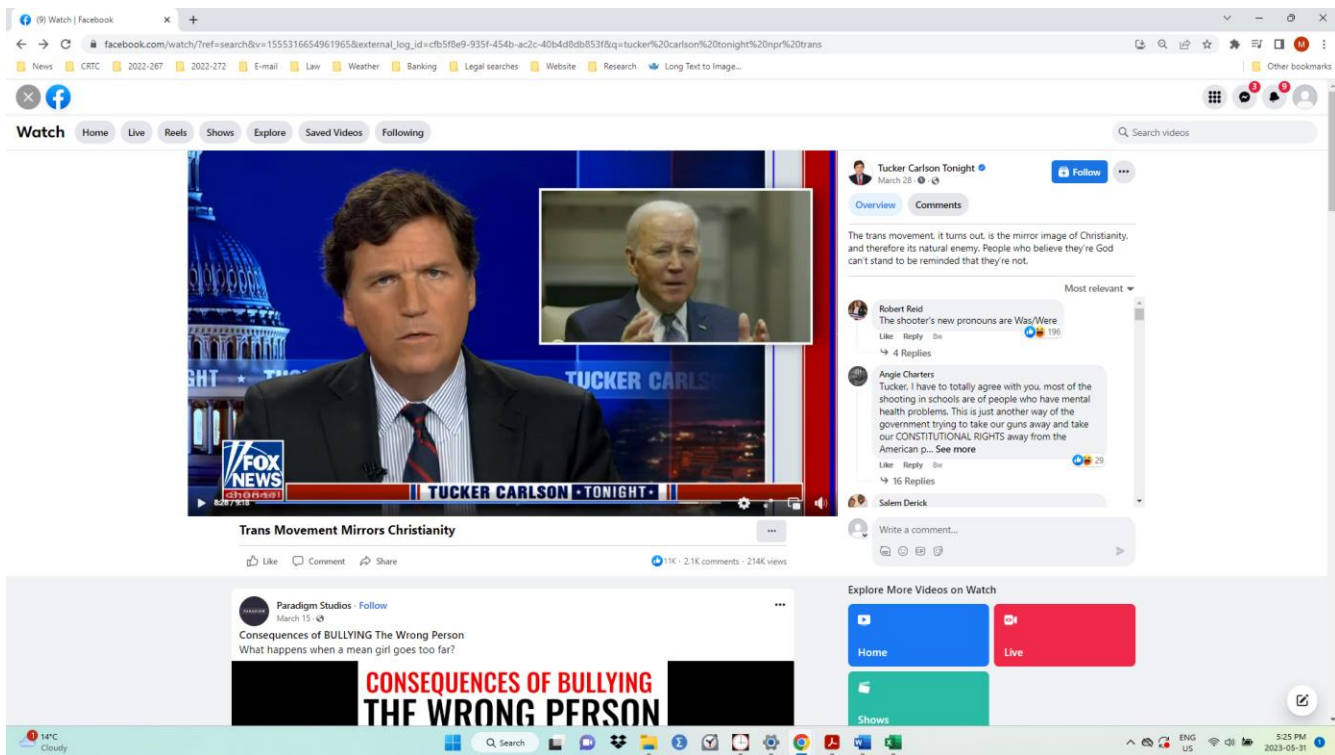 (9) Watch | Facebook
facebook.com/watch/?ref=search&v=1555316654961965&external_log_id=cfb5f8e9-935f-454b-ac2c-40b4d8db853f&q=tucker%20carlson%20tonight%20npr%20trans
News CRTC 2022-267 2022-272 E-mail Law Weather Banking Legal searches Website Research Long Text to Image... Other bookmarks
M
3 9
Watch Home Live Reels Shows Explore Saved Videos Following Search videos
Tucker Carlson Tonight
March 28
Follow
Overview Comments
The trans movement, it turns out, is the mirror image of Christianity,
and therefore its natural enemy. People who believe they're God
can't stand to be reminded that they're not.
Most relevant
Robert Reid
The shooter's new pronouns are Was/Were
196
Like Reply 8w
4 Replies
Angie Charters
Tucker, I have to totally agree with you, most of the
shooting in schools are of people who have mental
health problems. This is just another way of the
government trying to take our guns away and take
our CONSTITUTIONAL RIGHTS away from the
American p... See more
29
Like Reply 8w
16 Replies
Salem Derick
Write a comment...
GIF
TUCKER CARLS
FOX
NEWS
channel
TUCKER CARLSON TONIGHT
8:28 / 9:18
Trans Movement Mirrors Christianity
Like Comment Share 11K · 2.1K comments · 214K views
Paradigm Studios · Follow
March 15
Consequences of BULLYING The Wrong Person
What happens when a mean girl goes too far?
CONSEQUENCES OF BULLYING
THE WRONG PERSON
Explore More Videos on Watch
Home
Live
Shows
1
14°C
Cloudy
Search
ENG
US
5:25 PM
2023-05-31